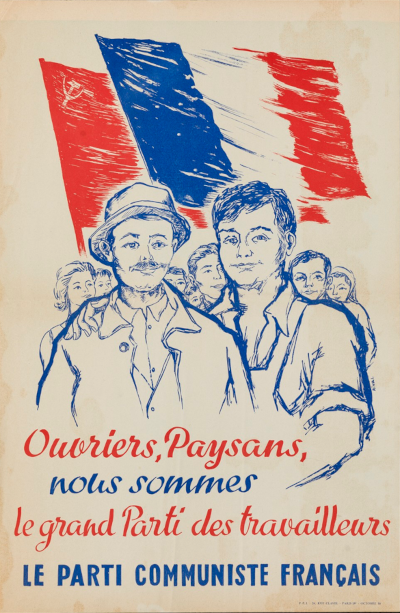 Ouvriers, Paysans,
nous sommes
le grand Parti des travailleurs
LE PARTI COMMUNISTE FRANÇAIS